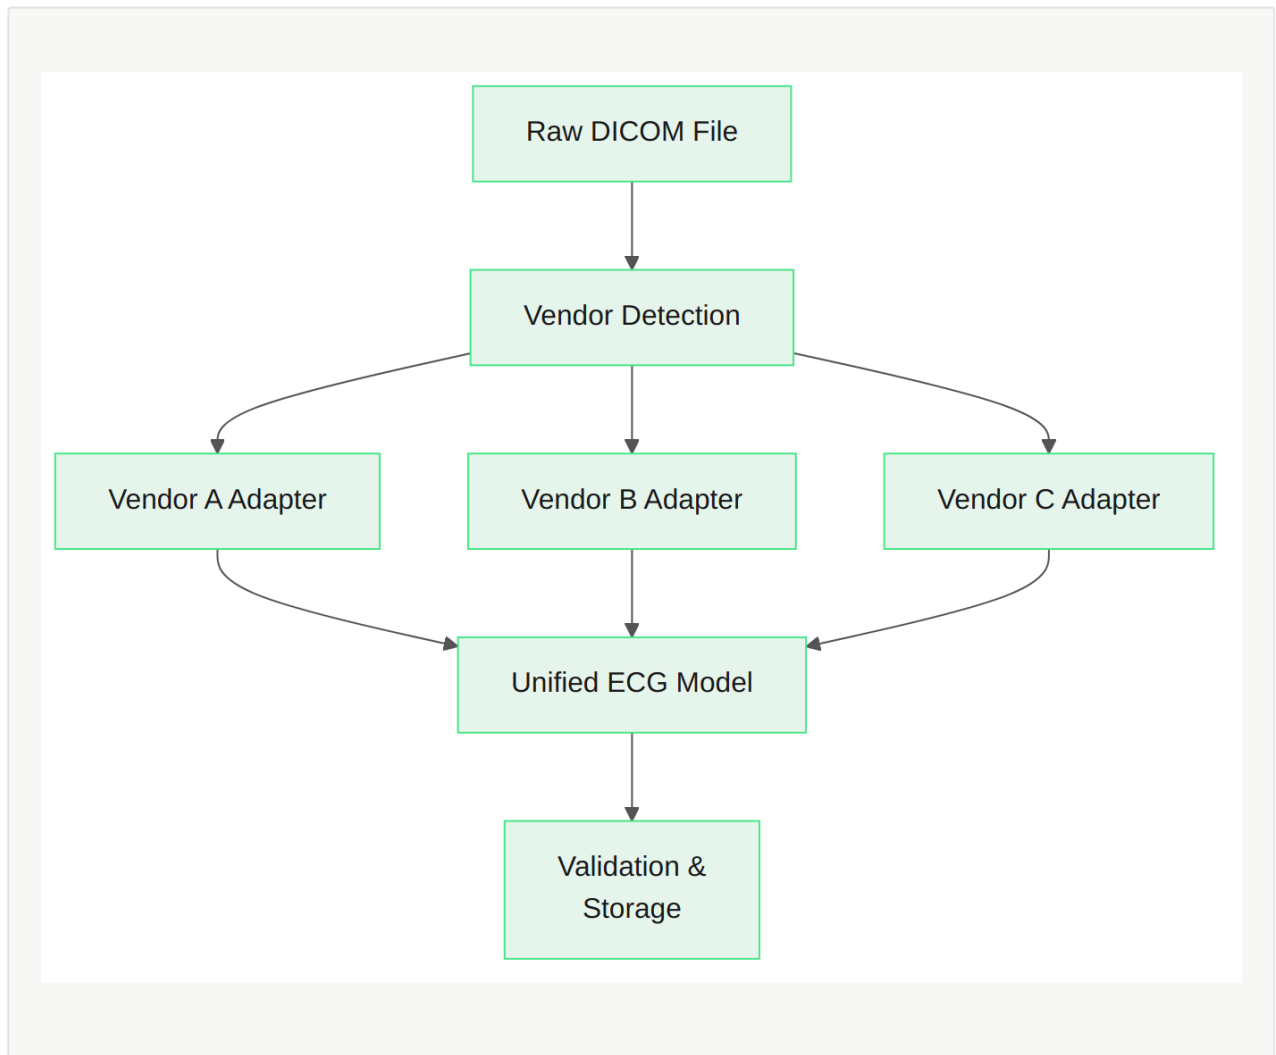 Raw DICOM File
Vendor Detection
Vendor A Adapter
Vendor B Adapter
Vendor C Adapter
Unified ECG Model
Validation &
Storage